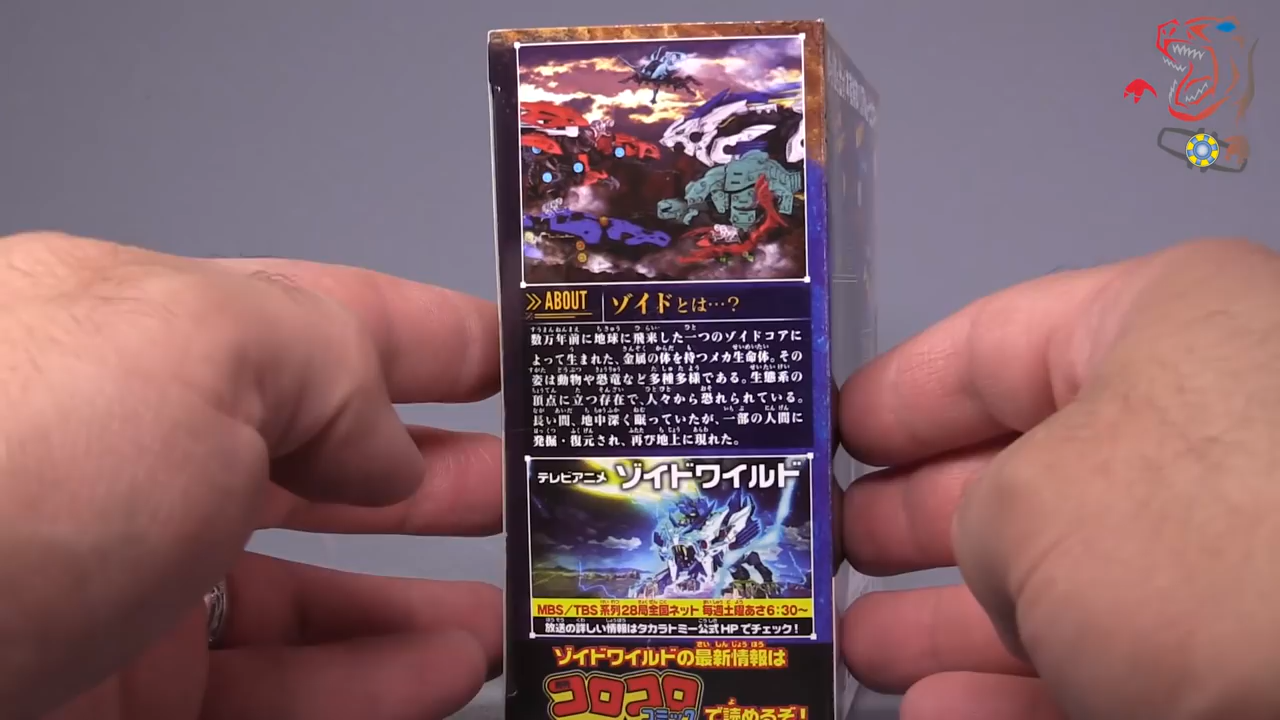 ABOUT ゾイドとは…?
数万年前に地球に飛来した一つのゾイドコアに
よって生まれた、金属の体を持つメカ生命体。その
姿は動物や恐竜など多種多様である。生態系の
頂点に立つ存在で、人々から恐れられている。
長い間、地中深く眠っていたが、一部の人間に
発掘・復元され、再び地上に現れた。
テレビアニメ ゾイドワイルド
MBS/TBS系列28局全国ネット 毎週土曜あさ6:30〜
放送の詳しい情報はタカラトミー公式HPでチェック!
ゾイドワイルドの最新情報は
コロコロ
コミック で読めるぞ!